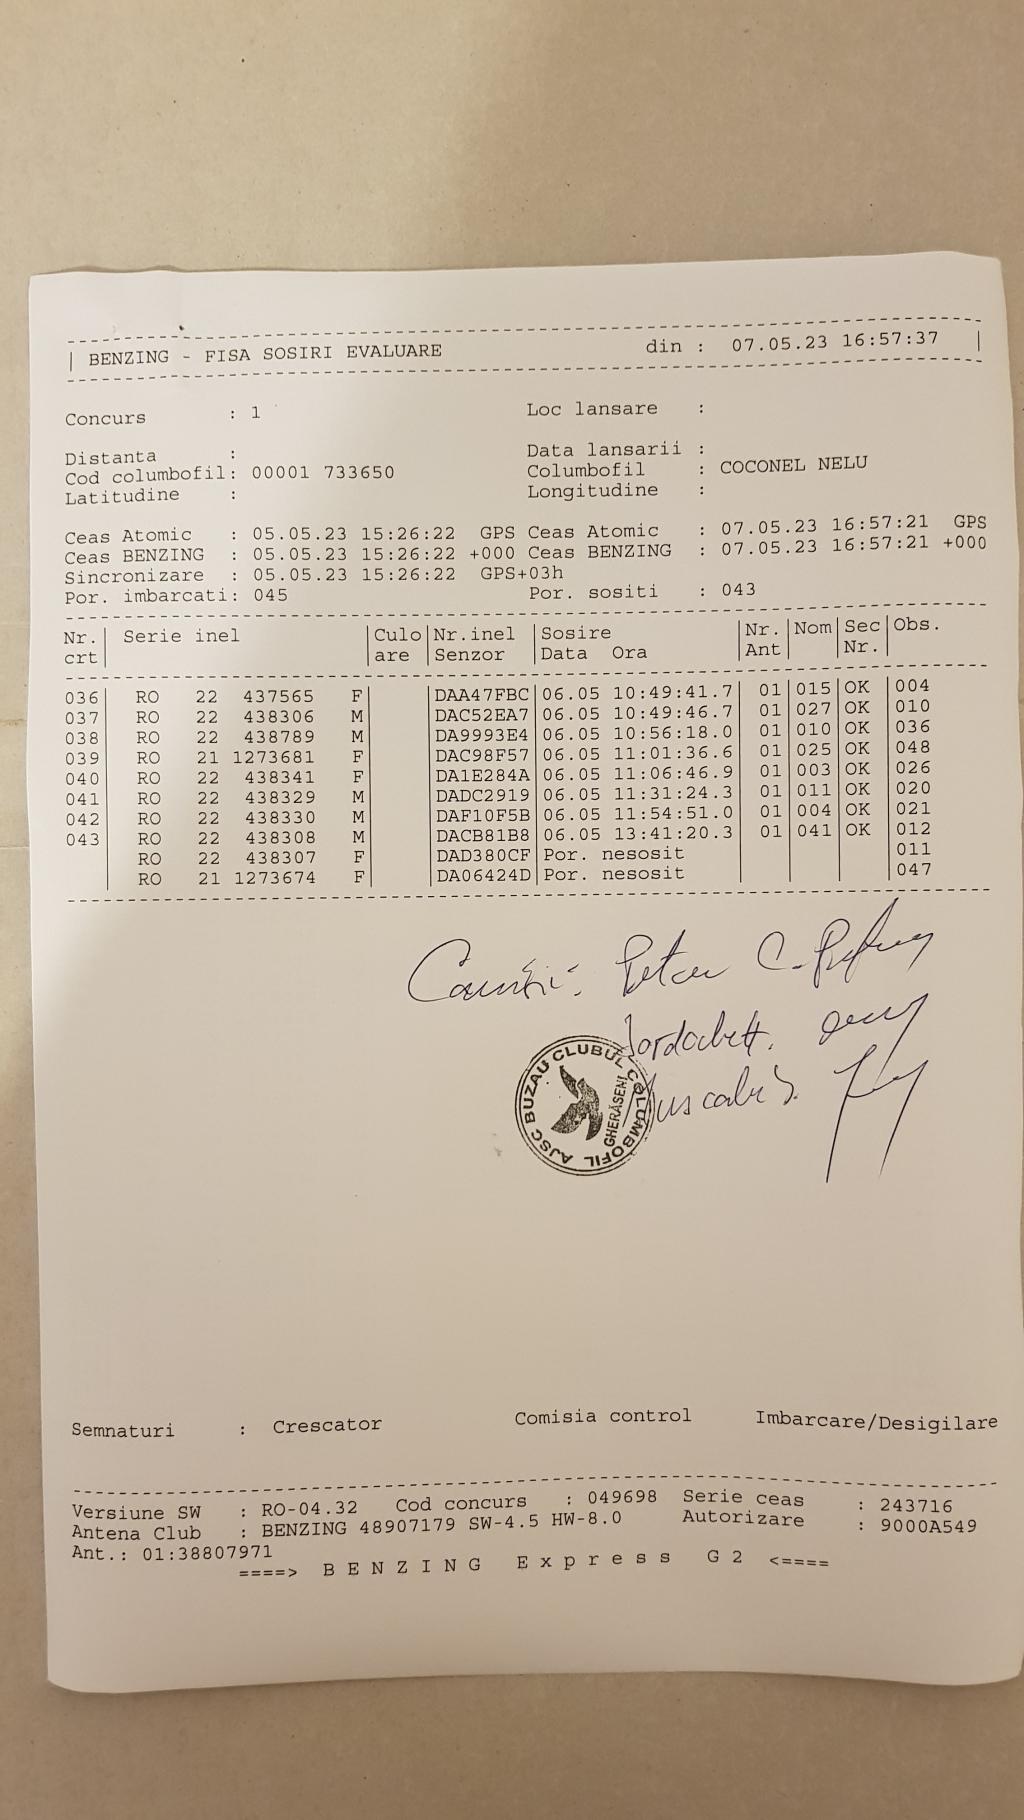 | BENZING - FISA SOSIRI EVALUARE din : 07.05.23 16:57:37 |
Concurs : 1 Loc lansare :
Distanta : Data lansarii :
Cod columbofil: 00001 733650 Columbofil : COCONEL NELU
Latitudine : Longitudine :
Ceas Atomic : 05.05.23 15:26:22 GPS Ceas Atomic : 07.05.23 16:57:21 GPS
Ceas BENZING : 05.05.23 15:26:22 +000 Ceas BENZING : 07.05.23 16:57:21 +000
Sincronizare : 05.05.23 15:26:22 GPS+03h
Por. imbarcati: 045 Por. sositi : 043
Nr. | Serie inel | Culo | Nr.inel | Sosire | Nr. | Nom | Sec | Obs.
crt | are | Senzor | Data Ora | Ant | Nr. |
036 | RO 22 437565 F | | DAA47FBC | 06.05 10:49:41.7 | 01 | 015 | OK | 004
037 | RO 22 438306 M | | DAC52EA7 | 06.05 10:49:46.7 | 01 | 027 | OK | 010
038 | RO 22 438789 M | | DA9993E4 | 06.05 10:56:18.0 | 01 | 010 | OK | 036
039 | RO 21 1273681 F | | DAC98F57 | 06.05 11:01:36.6 | 01 | 025 | OK | 048
040 | RO 22 438341 F | | DA1E284A | 06.05 11:06:46.9 | 01 | 003 | OK | 026
041 | RO 22 438329 M | | DADC2919 | 06.05 11:31:24.3 | 01 | 011 | OK | 020
042 | RO 22 438330 M | | DAF10F5B | 06.05 11:54:51.0 | 01 | 004 | OK | 021
043 | RO 22 438308 M | | DACB81B8 | 06.05 13:41:20.3 | 01 | 041 | OK | 012
| RO 22 438307 F | | DAD380CF | Por. nesosit | | | | 011
| RO 21 1273674 F | | DA06424D | Por. nesosit | | | | 047
AJSC BUZAU CLUBUL COLUMBOFIL
GHERĂSENI
Semnaturi : Crescator Comisia control Imbarcare/Desigilare
Versiune SW : RO-04.32 Cod concurs : 049698 Serie ceas : 243716
Antena Club : BENZING 48907179 SW-4.5 HW-8.0 Autorizare : 9000A549
Ant.: 01:38807971
====> B E N Z I N G E x p r e s s G 2 <====